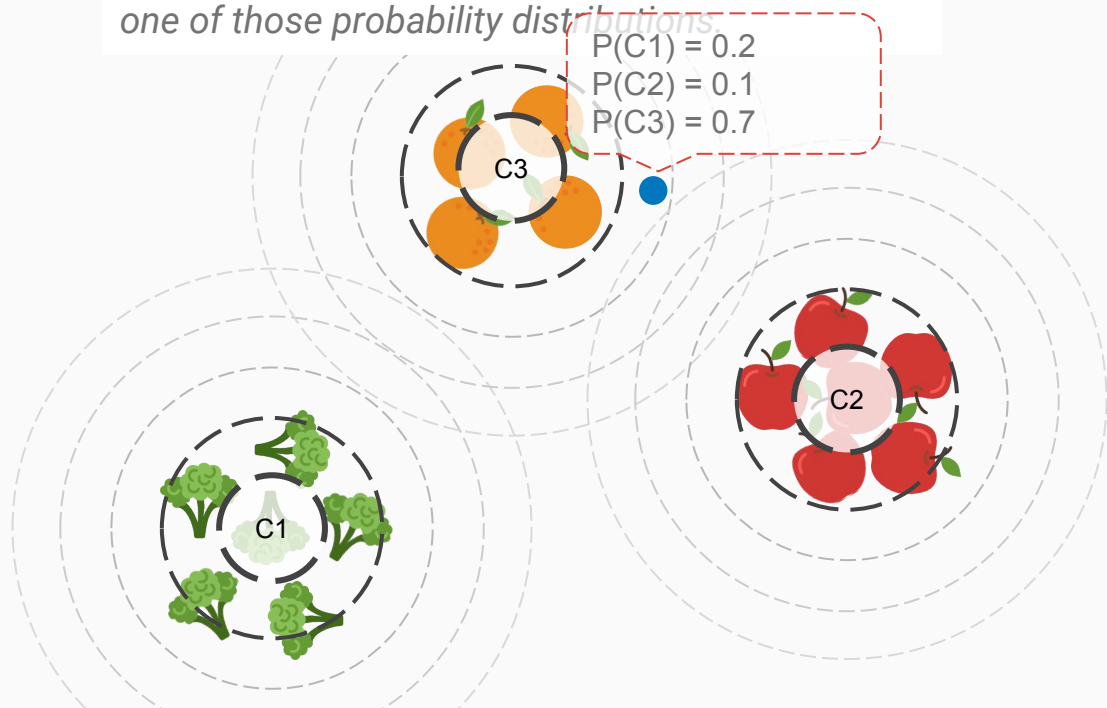 one of those probability distributions.
P(C1) = 0.2
P(C2) = 0.1
P(C3) = 0.7
C3
C2
C1